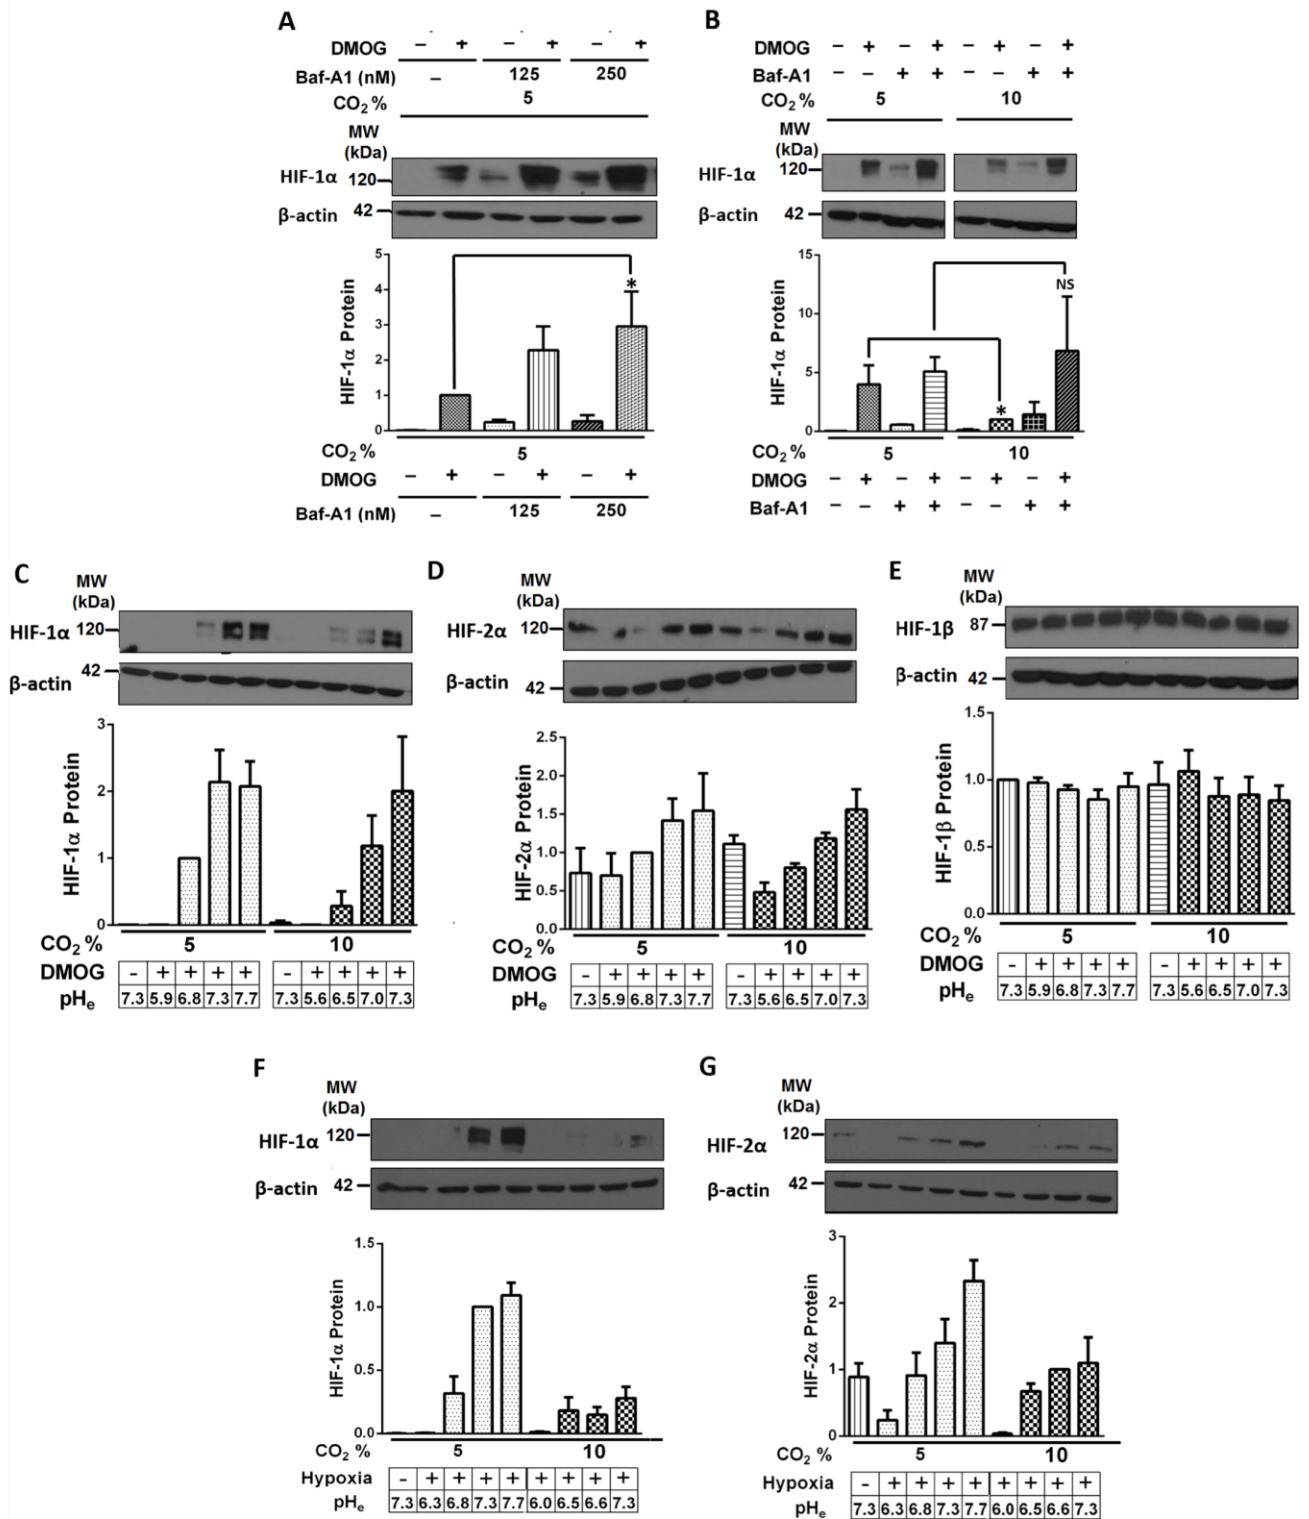 A
DMOG – + – + – +
Baf-A1 (nM) – 125 250
CO2 % 5
MW
(kDa)
HIF-1α 120
β-actin 42
HIF-1α Protein
5
4
3
2
1
0
*
CO2 % 5
DMOG – + – + – +
Baf-A1 (nM) – 125 250
B
DMOG – + – + – + – +
Baf-A1 – – + + – – + +
CO2 % 5 10
MW
(kDa)
HIF-1α 120
β-actin 42
HIF-1α Protein
15
10
5
0
*
NS
CO2 % 5 10
DMOG – + – + – + – +
Baf-A1 – – + + – – + +
C
MW
(kDa)
HIF-1α 120
β-actin 42
HIF-1α Protein
3
2
1
0
CO2 % 5 10
DMOG - + + + + - + + + +
pHe 7.3 5.9 6.8 7.3 7.7 7.3 5.6 6.5 7.0 7.3
D
MW
(kDa)
HIF-2α 120
β-actin 42
HIF-2α Protein
2.5
2.0
1.5
1.0
0.5
0.0
CO2 % 5 10
DMOG - + + + + - + + + +
pHe 7.3 5.9 6.8 7.3 7.7 7.3 5.6 6.5 7.0 7.3
E
MW
(kDa)
HIF-1β 87
β-actin 42
HIF-1β Protein
1.5
1.0
0.5
0.0
CO2 % 5 10
DMOG - + + + + - + + + +
pHe 7.3 5.9 6.8 7.3 7.7 7.3 5.6 6.5 7.0 7.3
F
MW
(kDa)
HIF-1α 120
β-actin 42
HIF-1α Protein
1.5
1.0
0.5
0.0
CO2 % 5 10
Hypoxia - + + + + + + + +
pHe 7.3 6.3 6.8 7.3 7.7 6.0 6.5 6.6 7.3
G
MW
(kDa)
HIF-2α 120
β-actin 42
HIF-2α Protein
3
2
1
0
CO2 % 5 10
Hypoxia - + + + + + + + +
pHe 7.3 6.3 6.8 7.3 7.7 6.0 6.5 6.6 7.3